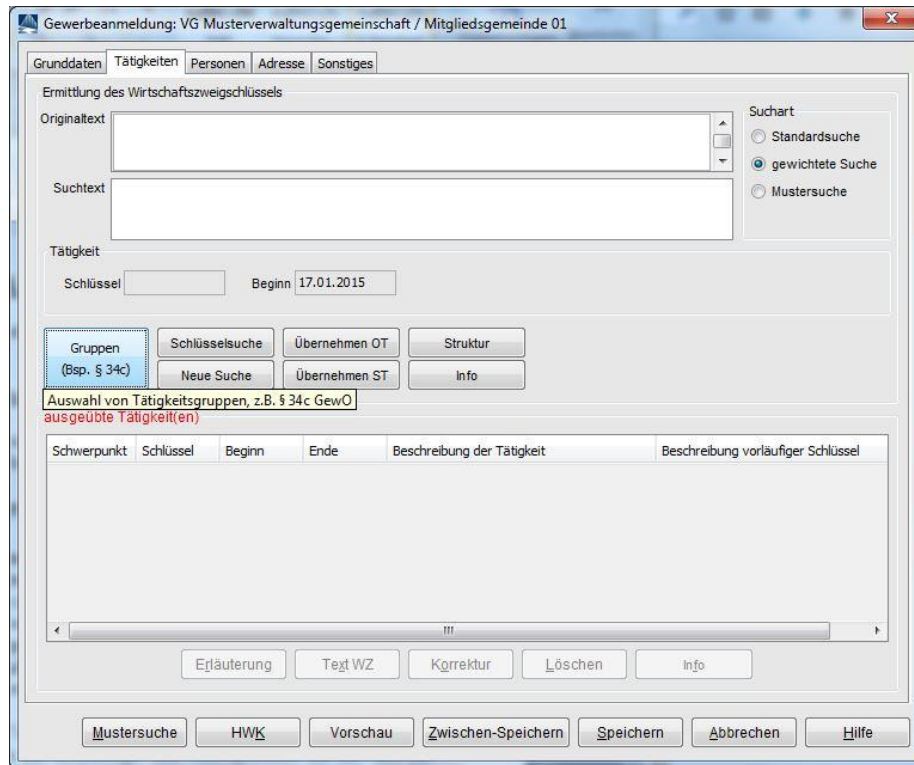 Gewerbeanmeldung: VG Musterverwaltungsgemeinschaft / Mitgliedsgemeinde 01
Grunddaten Tätigkeiten Personen Adresse Sonstiges
Ermittlung des Wirtschaftszweigschlüssels
Originaltext
Suchart
Standardsuche
gewichtete Suche
Mustersuche
Suchtext
Tätigkeit
Schlüssel Beginn 17.01.2015
Gruppen
(Bsp. § 34c)
Schlüsselsuche Übernehmen OT Struktur
Neue Suche Übernehmen ST Info
Auswahl von Tätigkeitsgruppen, z.B. § 34c GewO
ausgeübte Tätigkeit(en)
Schwerpunkt Schlüssel Beginn Ende Beschreibung der Tätigkeit Beschreibung vorläufiger Schlüssel
Erläuterung Text WZ Korrektur Löschen Info
Mustersuche HWK Vorschau Zwischen-Speichern Speichern Abbrechen Hilfe